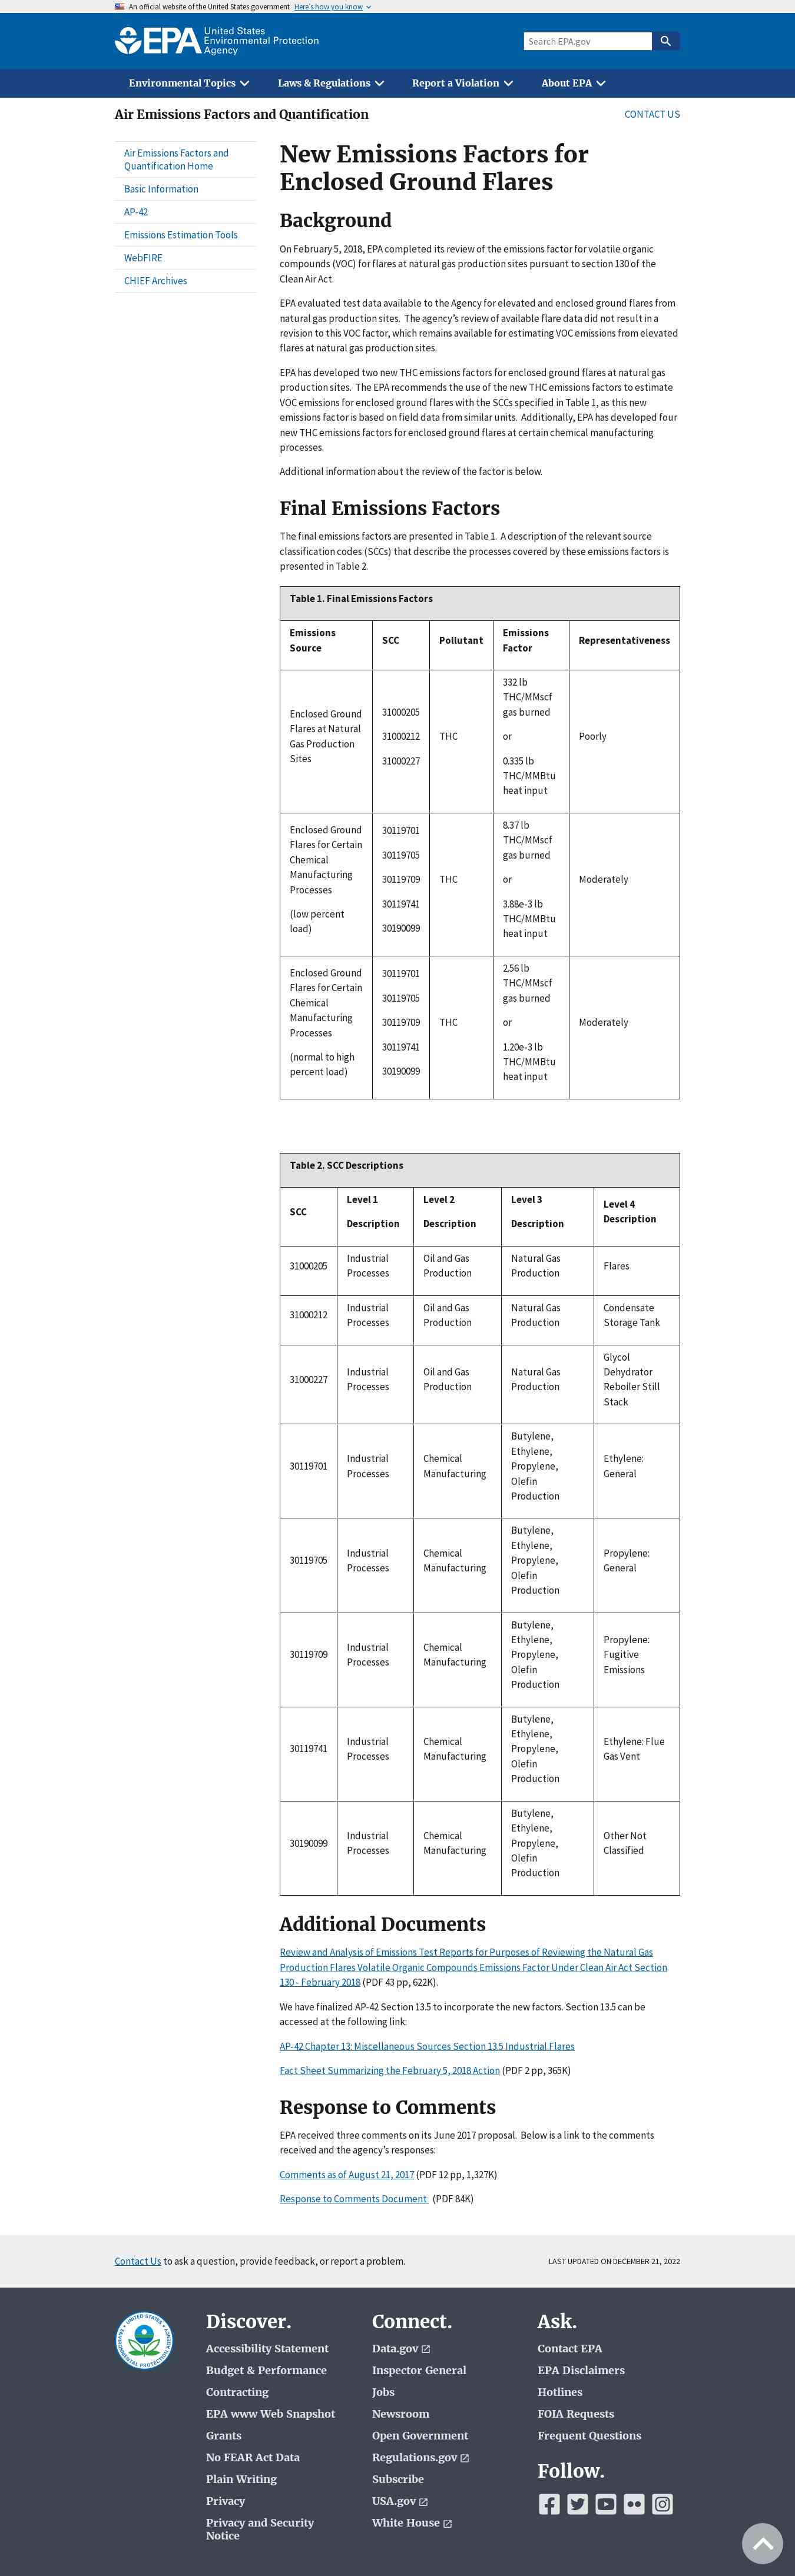 An official website of the United States government Here's how you know
United States
Environmental Protection
Agency
EPA
Search EPA.gov
Environmental Topics
Laws & Regulations
Report a Violation
About EPA
Air Emissions Factors and Quantification
CONTACT US
Air Emissions Factors and
Quantification Home
Basic Information
AP-42
Emissions Estimation Tools
WebFIRE
CHIEF Archives
New Emissions Factors for
Enclosed Ground Flares
Background
On February 5, 2018, EPA completed its review of the emissions factor for volatile organic
compounds (VOC) for flares at natural gas production sites pursuant to section 130 of the
Clean Air Act.
EPA evaluated test data available to the Agency for elevated and enclosed ground flares from
natural gas production sites. The agency's review of available flare data did not result in a
revision to this VOC factor, which remains available for estimating VOC emissions from elevated
flares at natural gas production sites.
EPA has developed two new THC emissions factors for enclosed ground flares at natural gas
production sites. The EPA recommends the use of the new THC emissions factors to estimate
VOC emissions for enclosed ground flares with the SCCs specified in Table 1, as this new
emissions factor is based on field data from similar units. Additionally, EPA has developed four
new THC emissions factors for enclosed ground flares at certain chemical manufacturing
processes.
Additional information about the review of the factor is below.
Final Emissions Factors
The final emissions factors are presented in Table 1. A description of the relevant source
classification codes (SCCs) that describe the processes covered by these emissions factors is
presented in Table 2.
Table 1. Final Emissions Factors
Emissions
Source
SCC
Pollutant
Emissions
Factor
Representativeness
Enclosed Ground
Flares at Natural
Gas Production
Sites
31000205
31000212
31000227
THC
332 lb
THC/MMscf
gas burned
or
0.335 lb
THC/MMBtu
heat input
Poorly
Enclosed Ground
Flares for Certain
Chemical
Manufacturing
Processes
(low percent
load)
30119701
30119705
30119709
30119741
30190099
THC
8.37 lb
THC/MMscf
gas burned
or
3.88e-3 lb
THC/MMBtu
heat input
Moderately
Enclosed Ground
Flares for Certain
Chemical
Manufacturing
Processes
(normal to high
percent load)
30119701
30119705
30119709
30119741
30190099
THC
2.56 lb
THC/MMscf
gas burned
or
1.20e-3 lb
THC/MMBtu
heat input
Moderately
Table 2. SCC Descriptions
SCC
Level 1
Description
Level 2
Description
Level 3
Description
Level 4
Description
31000205
Industrial
Processes
Oil and Gas
Production
Natural Gas
Production
Flares
31000212
Industrial
Processes
Oil and Gas
Production
Natural Gas
Production
Condensate
Storage Tank
31000227
Industrial
Processes
Oil and Gas
Production
Natural Gas
Production
Glycol
Dehydrator
Reboiler Still
Stack
30119701
Industrial
Processes
Chemical
Manufacturing
Butylene,
Ethylene,
Propylene,
Olefin
Production
Ethylene:
General
30119705
Industrial
Processes
Chemical
Manufacturing
Butylene,
Ethylene,
Propylene,
Olefin
Production
Propylene:
General
30119709
Industrial
Processes
Chemical
Manufacturing
Butylene,
Ethylene,
Propylene,
Olefin
Production
Propylene:
Fugitive
Emissions
30119741
Industrial
Processes
Chemical
Manufacturing
Butylene,
Ethylene,
Propylene,
Olefin
Production
Ethylene: Flue
Gas Vent
30190099
Industrial
Processes
Chemical
Manufacturing
Butylene,
Ethylene,
Propylene,
Olefin
Production
Other Not
Classified
Additional Documents
Review and Analysis of Emissions Test Reports for Purposes of Reviewing the Natural Gas
Production Flares Volatile Organic Compounds Emissions Factor Under Clean Air Act Section
130 - February 2018 (PDF 43 pp, 622K).
We have finalized AP-42 Section 13.5 to incorporate the new factors. Section 13.5 can be
accessed at the following link:
AP-42 Chapter 13: Miscellaneous Sources Section 13.5 Industrial Flares
Fact Sheet Summarizing the February 5, 2018 Action (PDF 2 pp, 365K)
Response to Comments
EPA received three comments on its June 2017 proposal. Below is a link to the comments
received and the agency's responses:
Comments as of August 21, 2017 (PDF 12 pp, 1,327K)
Response to Comments Document (PDF 84K)
Contact Us to ask a question, provide feedback, or report a problem.
LAST UPDATED ON DECEMBER 21, 2022
UNITED STATES
ENVIRONMENTAL PROTECTION
Discover.
Accessibility Statement
Budget & Performance
Contracting
EPA www Web Snapshot
Grants
No FEAR Act Data
Plain Writing
Privacy
Privacy and Security
Notice
Connect.
Data.gov
Inspector General
Jobs
Newsroom
Open Government
Regulations.gov
Subscribe
USA.gov
White House
Ask.
Contact EPA
EPA Disclaimers
Hotlines
FOIA Requests
Frequent Questions
Follow.